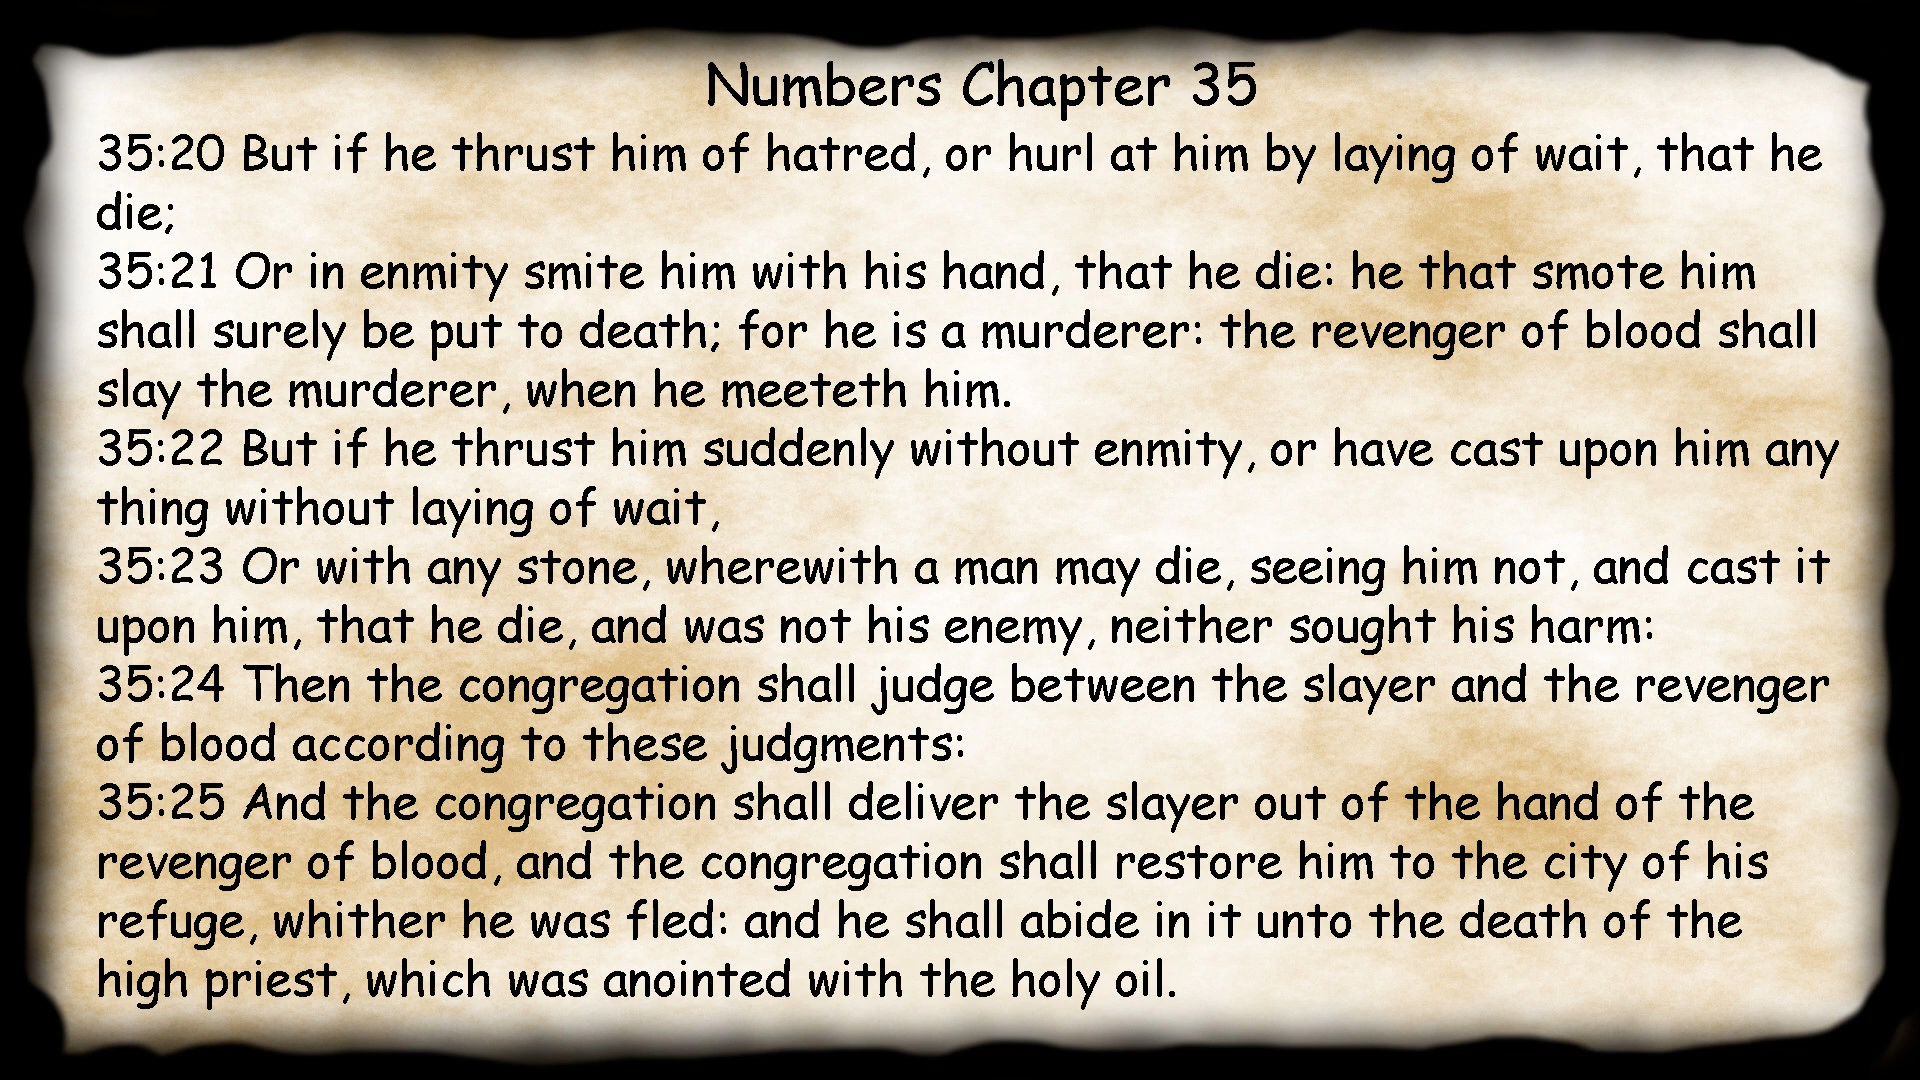 Numbers Chapter 35
35:20 But if he thrust him of hatred, or hurl at him by laying of wait, that he
die;
35:21 Or in enmity smite him with his hand, that he die: he that smote him
shall surely be put to death; for he is a murderer: the revenger of blood shall
slay the murderer, when he meeteth him.
35:22 But if he thrust him suddenly without enmity, or have cast upon him any
thing without laying of wait,
35:23 Or with any stone, wherewith a man may die, seeing him not, and cast it
upon him, that he die, and was not his enemy, neither sought his harm:
35:24 Then the congregation shall judge between the slayer and the revenger
of blood according to these judgments:
35:25 And the congregation shall deliver the slayer out of the hand of the
revenger of blood, and the congregation shall restore him to the city of his
refuge, whither he was fled: and he shall abide in it unto the death of the
high priest, which was anointed with the holy oil.